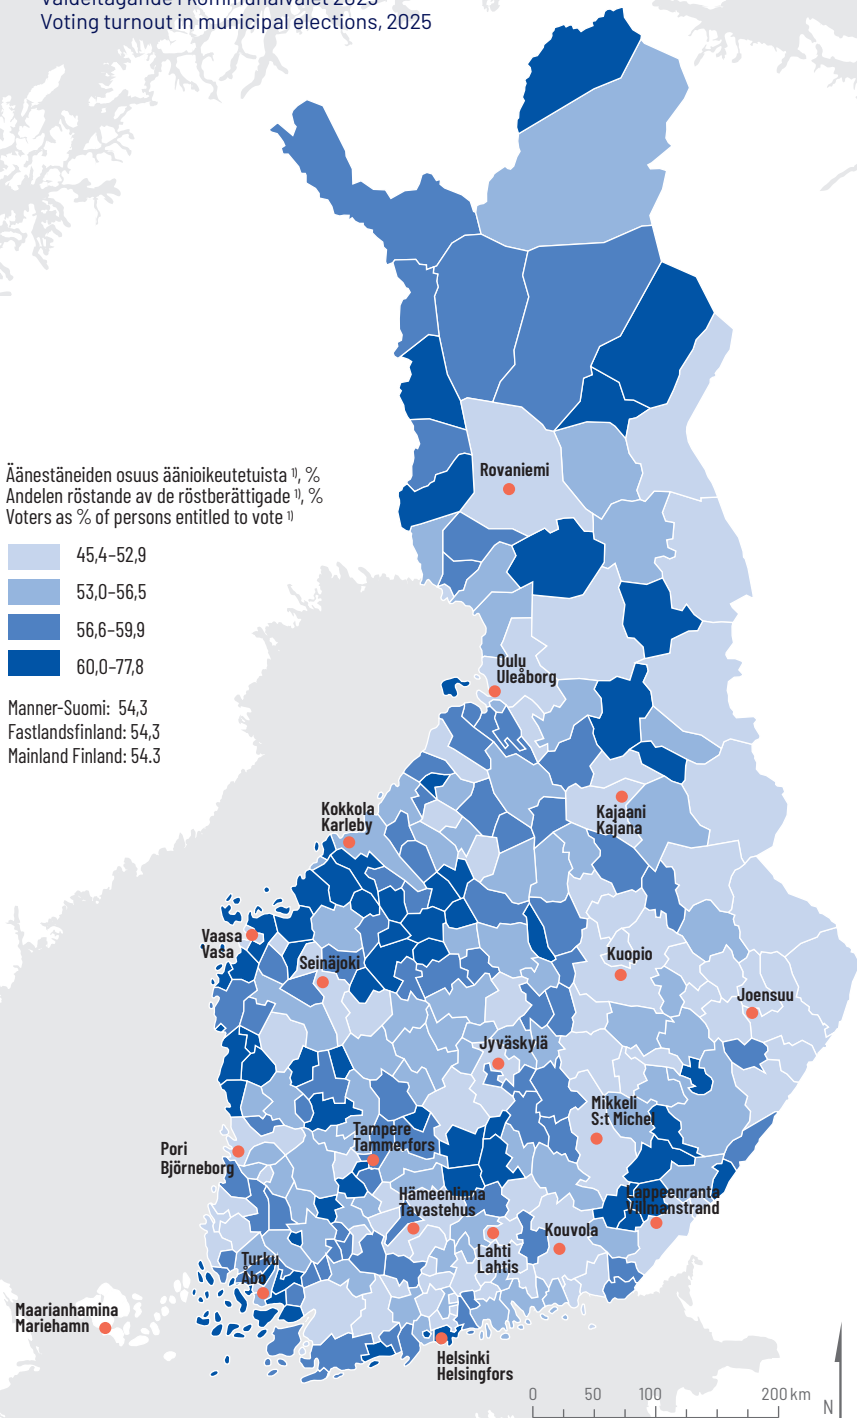 Valdeltagande i kommunalvalet 2025
Voting turnout in municipal elections, 2025
Äänestäneiden osuus äänioikeutetuista ¹⁾, %
Andelen röstande av de röstberättigade ¹⁾, %
Voters as % of persons entitled to vote ¹⁾
45,4–52,9
53,0–56,5
56,6–59,9
60,0–77,8
Manner-Suomi: 54,3
Fastlandsfinland: 54,3
Mainland Finland: 54.3
Rovaniemi
Oulu
Uleåborg
Kajaani
Kajana
Kokkola
Karleby
Vaasa
Vasa
Seinäjoki
Kuopio
Joensuu
Jyväskylä
Mikkeli
S:t Michel
Tampere
Tammerfors
Pori
Björneborg
Hämeenlinna
Tavastehus
Lappeenranta
Villmanstrand
Kouvola
Lahti
Lahtis
Turku
Åbo
Maarianhamina
Mariehamn
Helsinki
Helsingfors
0 50 100 200 km
N